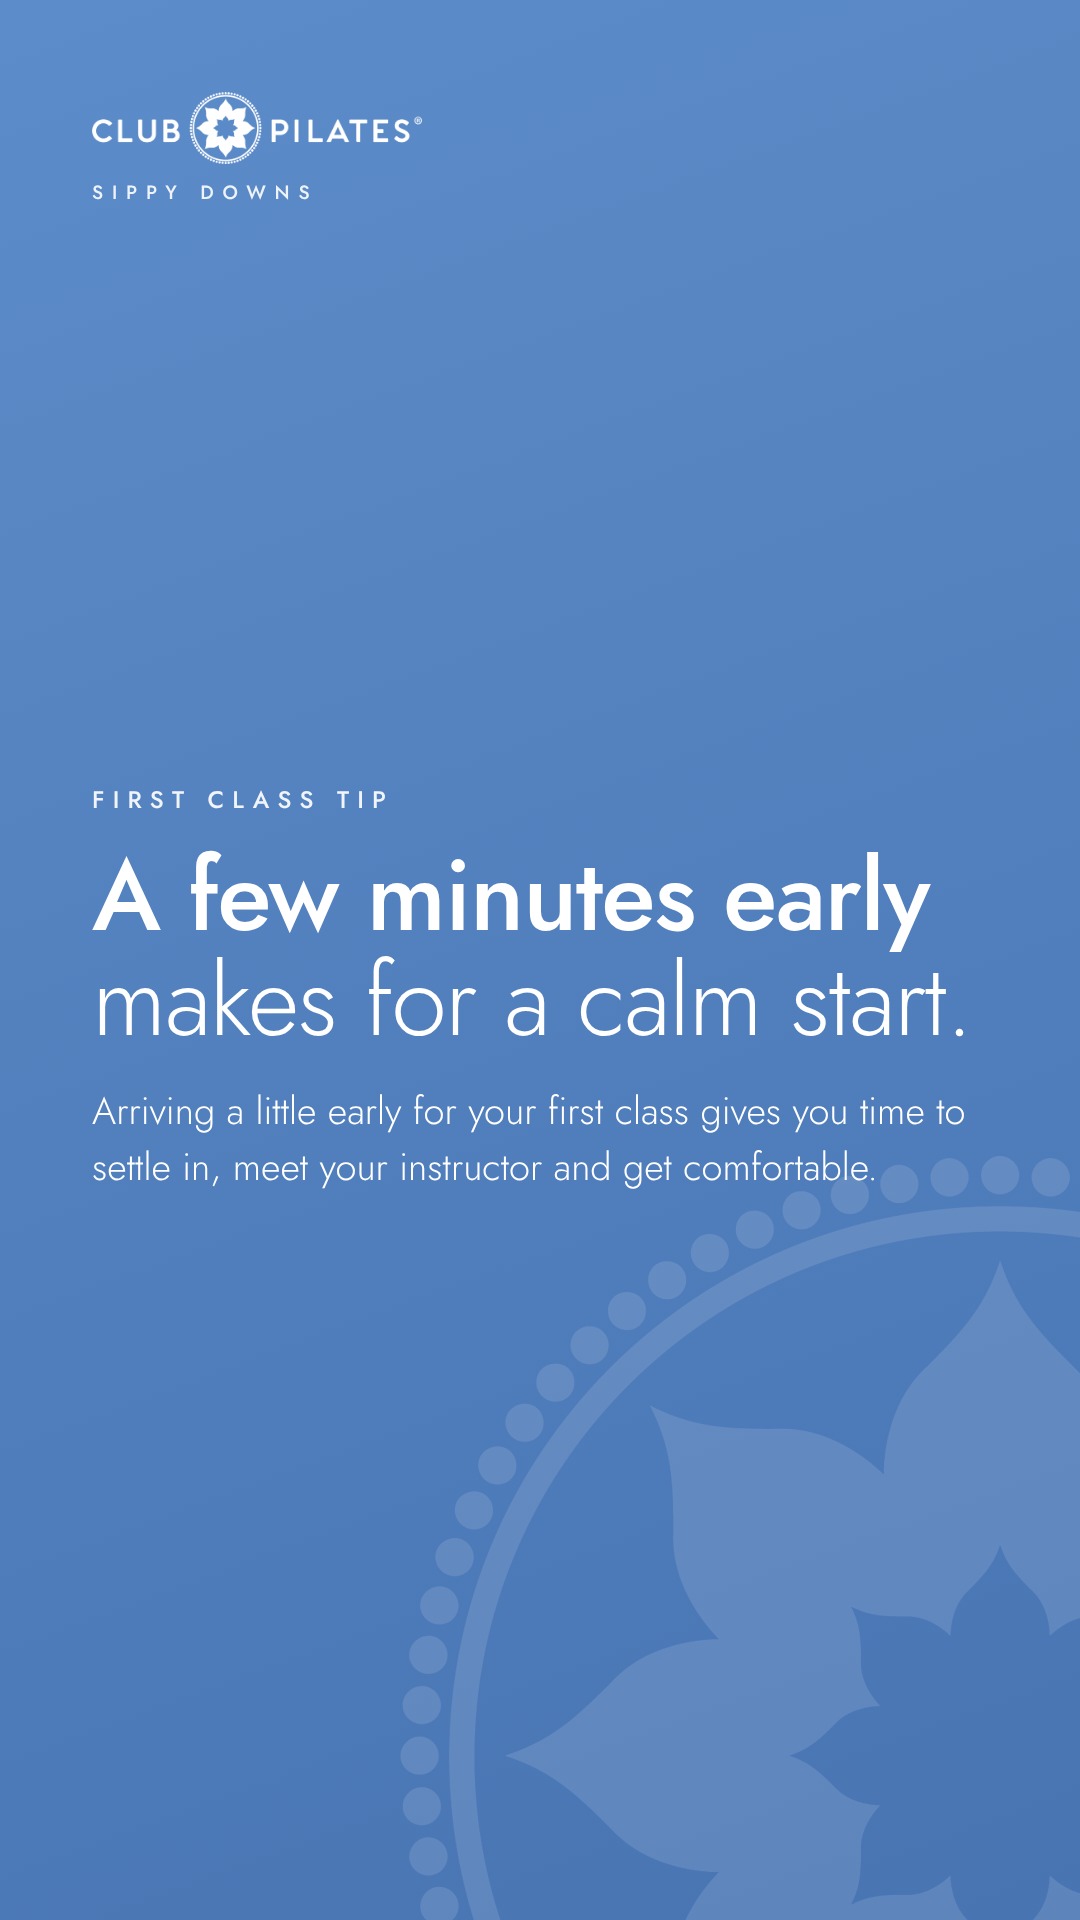 CLUB PILATES®
SIPPY DOWNS
FIRST CLASS TIP
A few minutes early
makes for a calm start.
Arriving a little early for your first class gives you time to
settle in, meet your instructor and get comfortable.